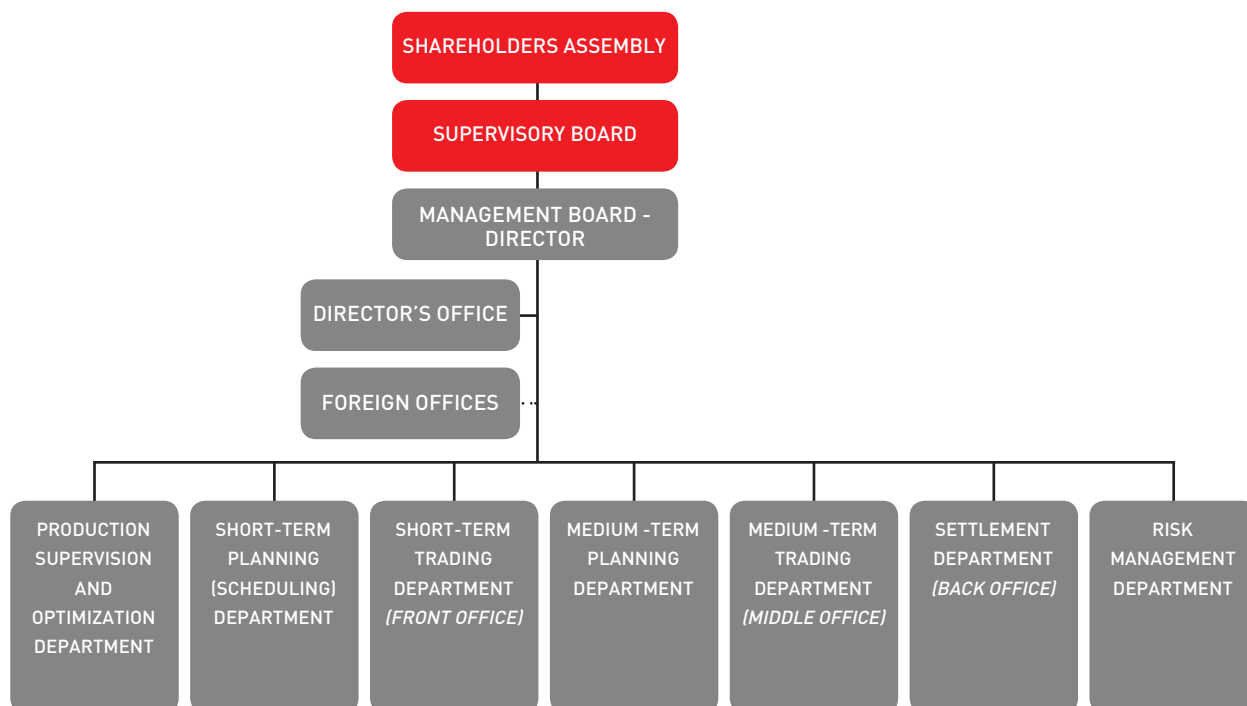 SHAREHOLDERS ASSEMBLY
SUPERVISORY BOARD
MANAGEMENT BOARD -
DIRECTOR
DIRECTOR'S OFFICE
FOREIGN OFFICES
PRODUCTION
SUPERVISION
AND
OPTIMIZATION
DEPARTMENT
SHORT-TERM
PLANNING
(SCHEDULING)
DEPARTMENT
SHORT-TERM
TRADING
DEPARTMENT
(FRONT OFFICE)
MEDIUM -TERM
PLANNING
DEPARTMENT
MEDIUM -TERM
TRADING
DEPARTMENT
(MIDDLE OFFICE)
SETTLEMENT
DEPARTMENT
(BACK OFFICE)
RISK
MANAGEMENT
DEPARTMENT